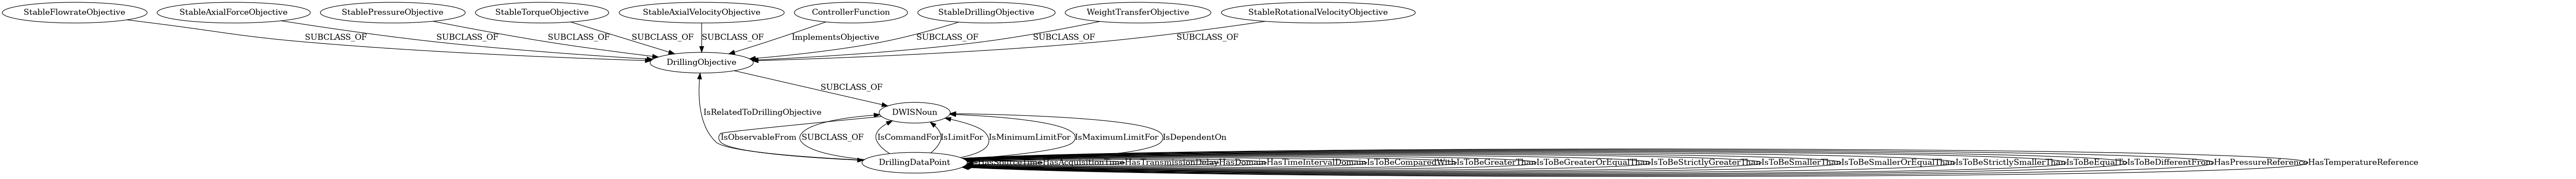 StableFlowrateObjective
StableAxialForceObjective
StablePressureObjective
StableTorqueObjective
StableAxialVelocityObjective
ControllerFunction
StableDrillingObjective
WeightTransferObjective
StableRotationalVelocityObjective
SUBCLASS_OF
SUBCLASS_OF
SUBCLASS_OF
SUBCLASS_OF
SUBCLASS_OF
ImplementsObjective
SUBCLASS_OF
SUBCLASS_OF
SUBCLASS_OF
DrillingObjective
SUBCLASS_OF
IsRelatedToDrillingObjective
DWISNoun
IsObservableFrom
SUBCLASS_OF
IsCommandFor
IsLimitFor
IsMinimumLimitFor
IsMaximumLimitFor
IsDependentOn
DrillingDataPoint
HasSourceTime
HasAcquisitionTime
HasTransmissionDelay
HasDomain
HasTimeIntervalDomain
IsToBeComparedWith
IsToBeGreaterThan
IsToBeGreaterOrEqualThan
IsToBeStrictlyGreaterThan
IsToBeSmallerThan
IsToBeSmallerOrEqualThan
IsToBeStrictlySmallerThan
IsToBeEqualTo
IsToBeDifferentFrom
HasPressureReference
HasTemperatureReference